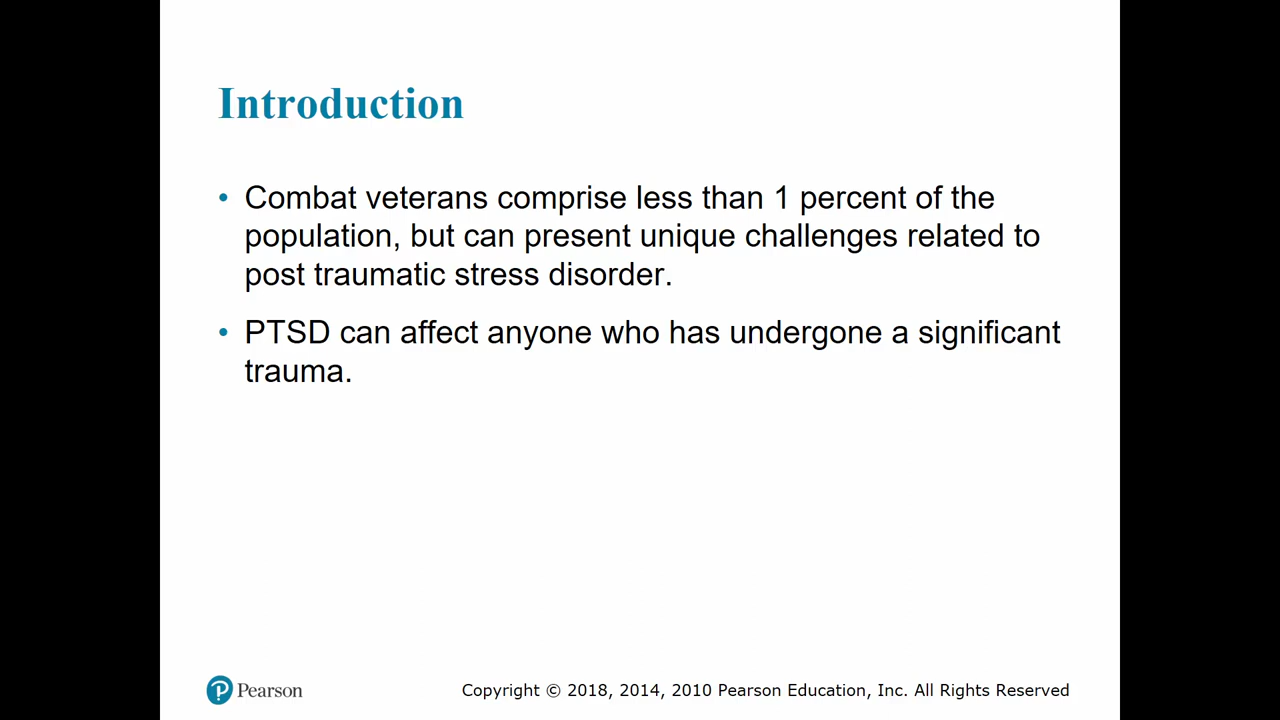 Introduction
• Combat veterans comprise less than 1 percent of the
population, but can present unique challenges related to
post traumatic stress disorder.
• PTSD can affect anyone who has undergone a significant
trauma.
Pearson
Copyright © 2018, 2014, 2010 Pearson Education, Inc. All Rights Reserved